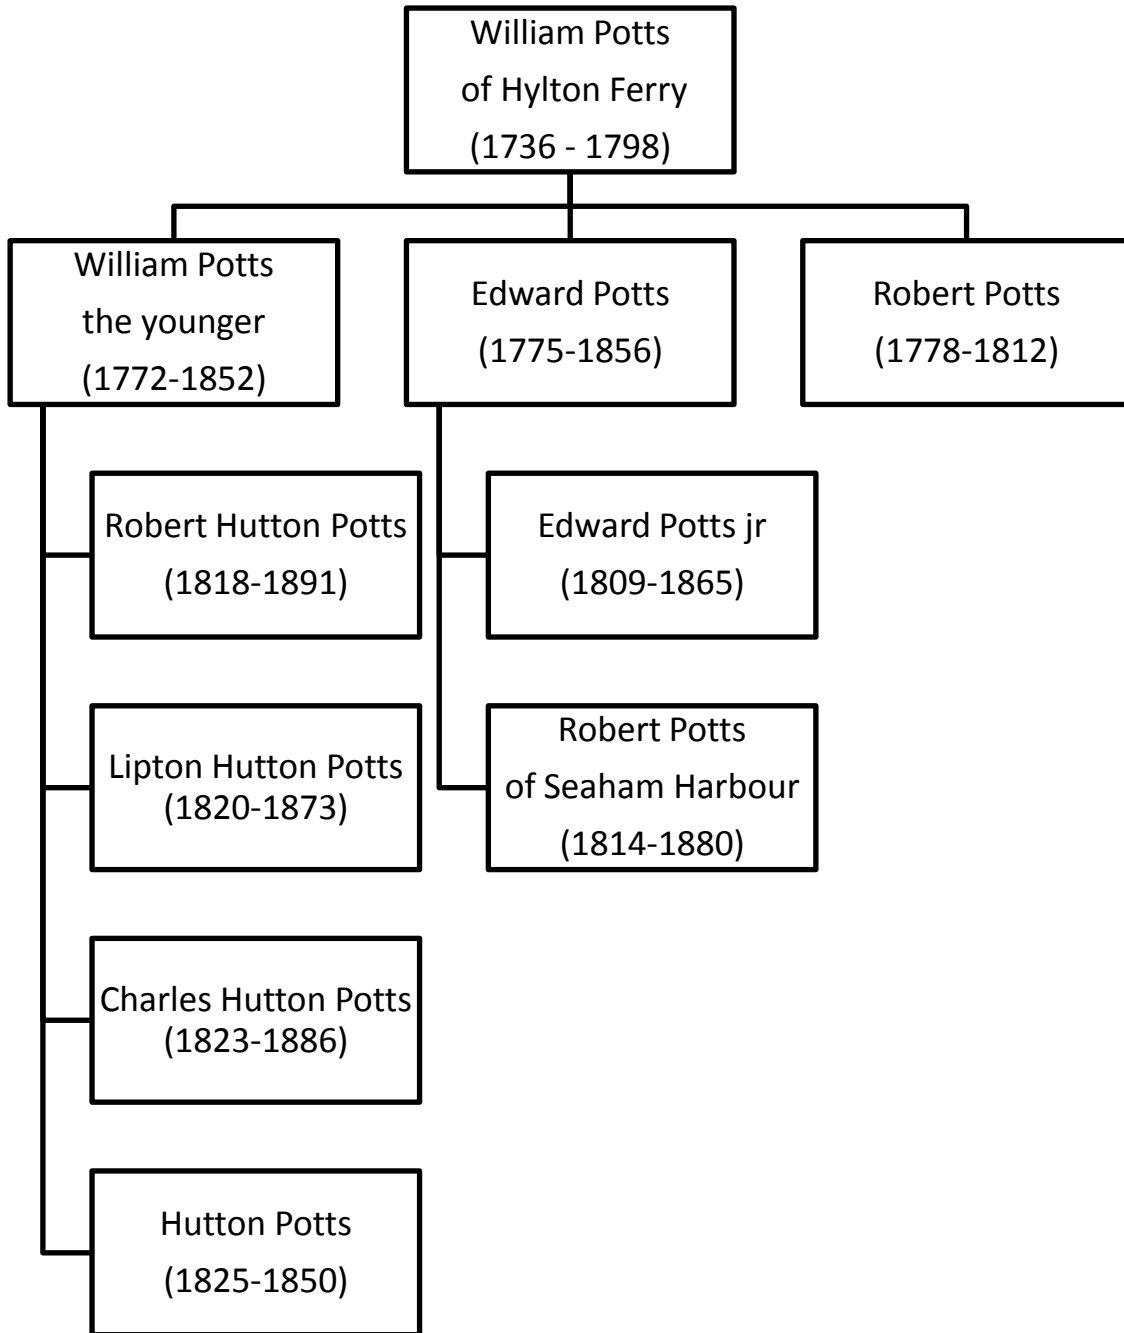 William Potts
of Hylton Ferry
(1736 - 1798)
William Potts
the younger
(1772-1852)
Edward Potts
(1775-1856)
Robert Potts
(1778-1812)
Robert Hutton Potts
(1818-1891)
Lipton Hutton Potts
(1820-1873)
Charles Hutton Potts
(1823-1886)
Hutton Potts
(1825-1850)
Edward Potts jr
(1809-1865)
Robert Potts
of Seaham Harbour
(1814-1880)